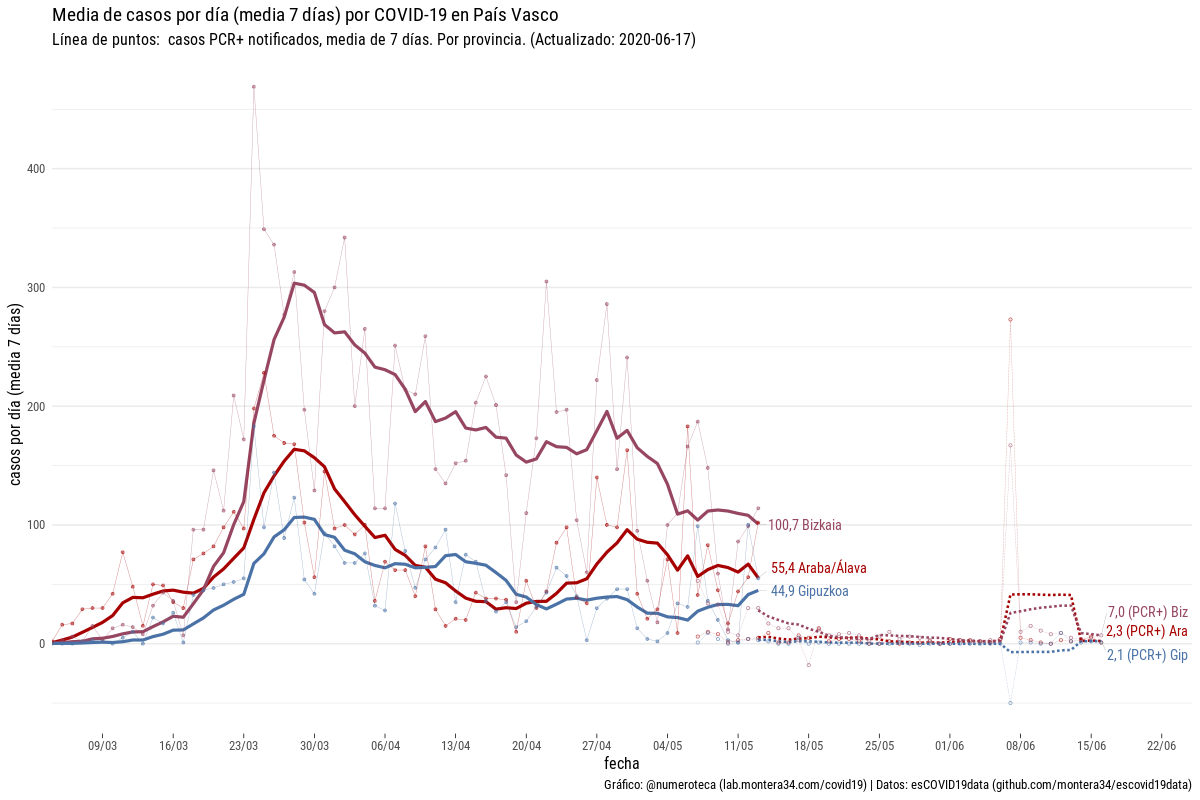 Media de casos por día (media 7 días) por COVID-19 en País Vasco
Línea de puntos: casos PCR+ notificados, media de 7 días. Por provincia. (Actualizado: 2020-06-17)
casos por día (media 7 días)
400
300
200
100
0
100,7 Bizkaia
55,4 Araba/Álava
44,9 Gipuzkoa
7,0 (PCR+) Biz
2,3 (PCR+) Ara
2,1 (PCR+) Gip
09/03 16/03 23/03 30/03 06/04 13/04 20/04 27/04 04/05 11/05 18/05 25/05 01/06 08/06 15/06 22/06
fecha
Gráfico: @numeroteca (lab.montera34.com/covid19) | Datos: esCOVID19data (github.com/montera34/escovid19data)